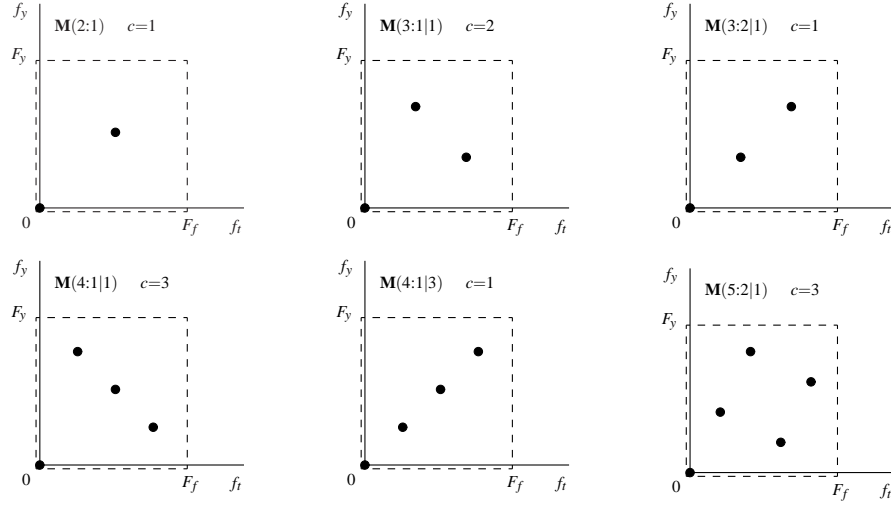 f_y
M(2:1) c=1
F_y
0
F_f
f_t
M(3:1|1) c=2
F_y
0
F_f
f_t
f_y
M(3:2|1) c=1
F_y
0
F_f
f_t
f_y
M(4:1|1) c=3
F_y
0
F_f
f_t
f_y
M(4:1|3) c=1
F_y
0
F_f
f_t
f_y
M(5:2|1) c=3
F_y
0
F_f
f_t